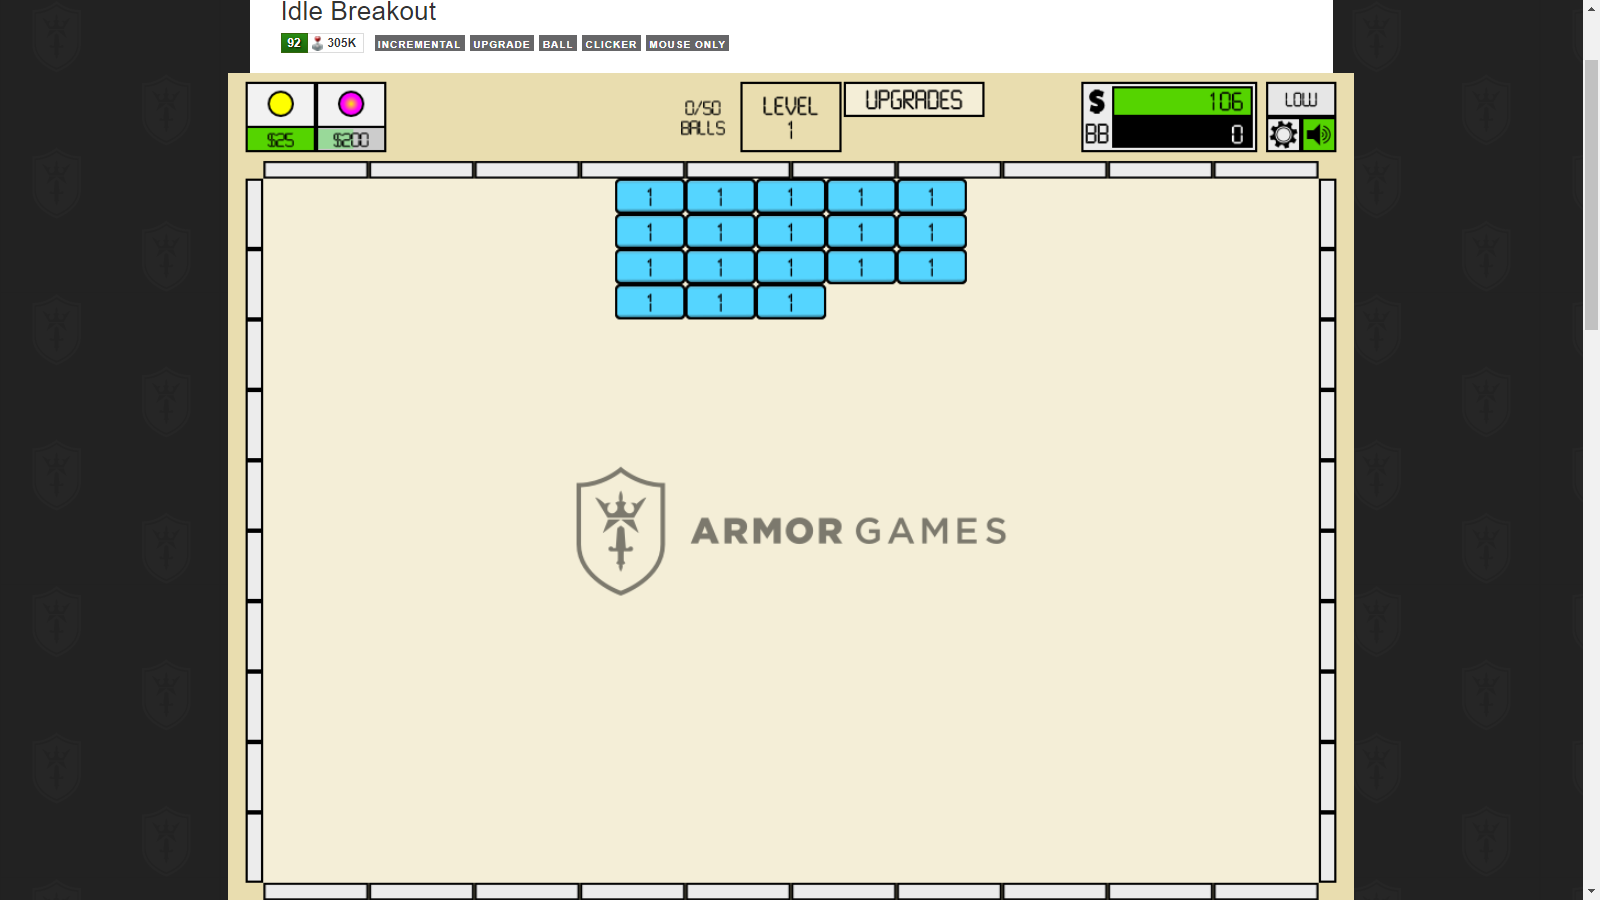 Idle Breakout
92 305K INCREMENTAL UPGRADE BALL CLICKER MOUSE ONLY
$25 $200
0/50
BALLS
LEVEL
1
UPGRADES
$ 106
BB 0
LOW
1 1 1 1 1
1 1 1 1 1
1 1 1 1 1
1 1 1
ARMOR GAMES